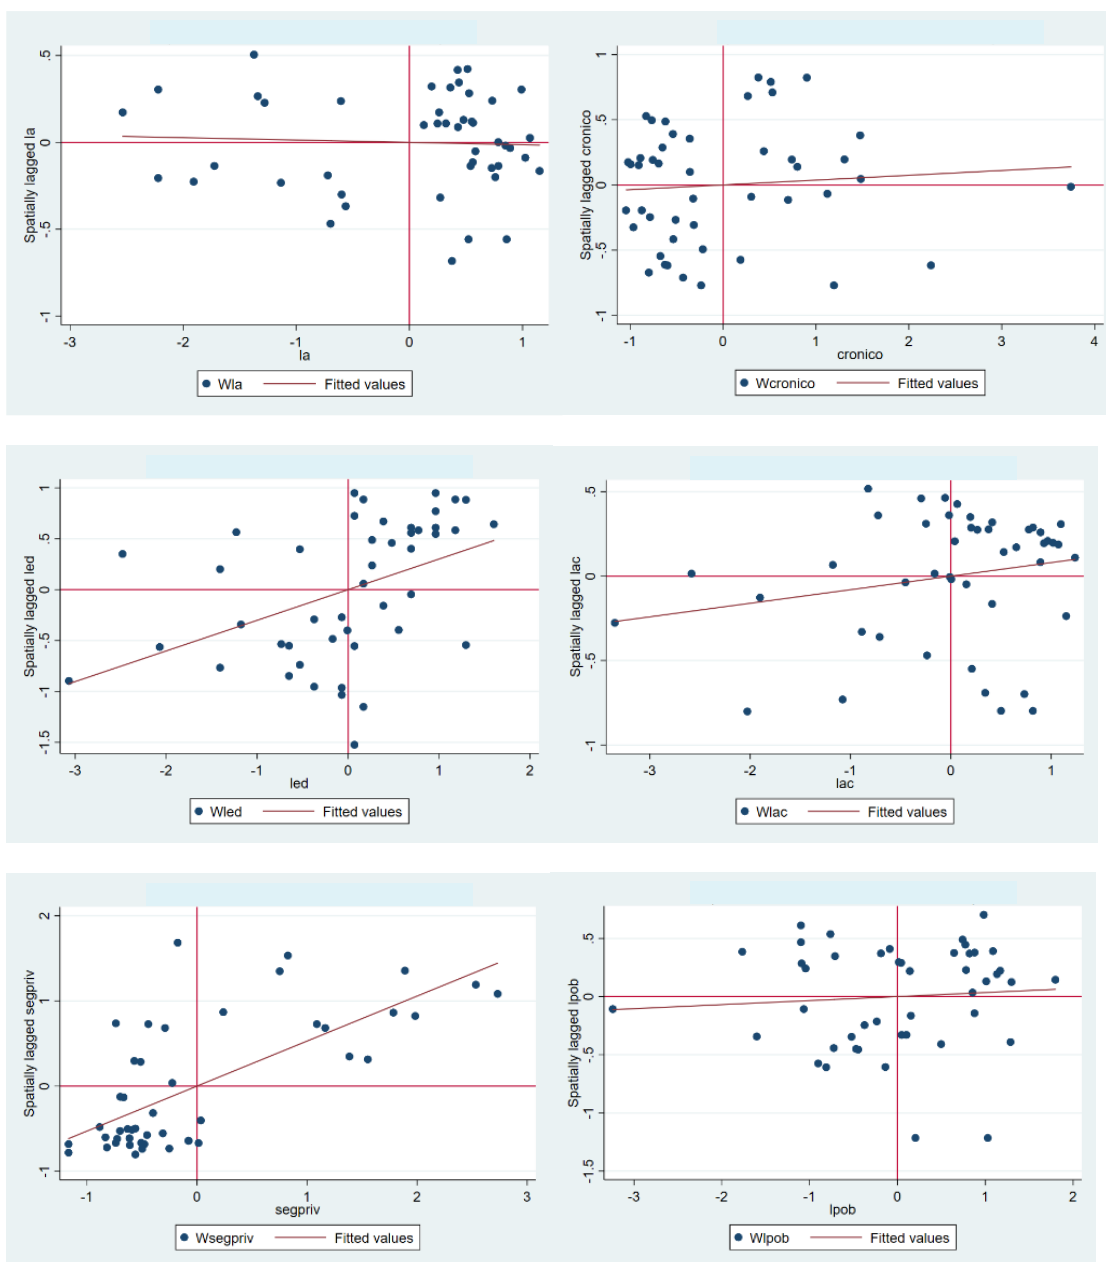 Spatially lagged la
.5
0
-.5
-1
-3 -2 -1 0 1
la
Wla Fitted values
Spatially lagged cronico
1
.5
0
-.5
-1
-1 0 1 2 3 4
cronico
Wcronico Fitted values
Spatially lagged led
1
.5
0
-.5
-1
-1.5
-3 -2 -1 0 1 2
led
Wled Fitted values
Spatially lagged lac
.5
0
-.5
-1
-3 -2 -1 0 1
lac
Wlac Fitted values
Spatially lagged segpriv
2
1
0
-1
-1 0 1 2 3
segpriv
Wsegpriv Fitted values
Spatially lagged lpob
.5
0
-.5
-1
-1.5
-3 -2 -1 0 1 2
lpob
Wlpob Fitted values